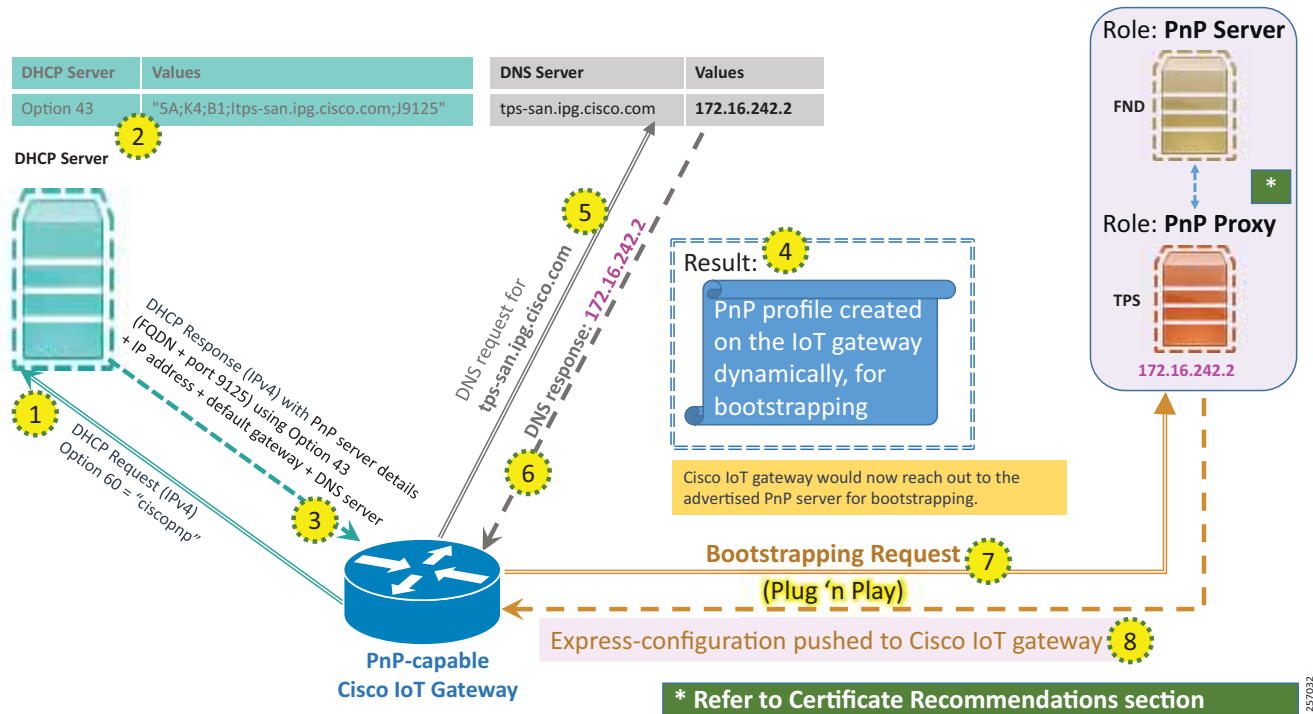 Role: PnP Server
FND
*
Role: PnP Proxy
TPS
172.16.242.2
DHCP Server Values
Option 43 "5A;K4;B1;Itps-san.ipg.cisco.com;J9125"
2
DHCP Server
DNS Server Values
tps-san.ipg.cisco.com 172.16.242.2
5
DNS request for
tps-san.ipg.cisco.com
DNS response: 172.16.242.2
6
Result: 4
PnP profile created
on the IoT gateway
dynamically, for
bootstrapping
Cisco IoT gateway would now reach out to the
advertised PnP server for bootstrapping.
DHCP Response (IPv4) with PnP server details
(FQDN + port 9125) using Option 43
+ IP address + default gateway + DNS server
3
1
DHCP Request (IPv4)
Option 60 = “ciscopnp”
Bootstrapping Request 7
(Plug ‘n Play)
Express-configuration pushed to Cisco IoT gateway 8
PnP-capable
Cisco IoT Gateway
* Refer to Certificate Recommendations section
257032